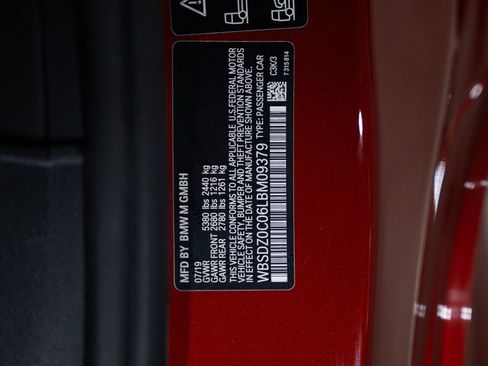 MFD BY BMW M GMBH
07/19
GVWR 5380 lbs 2440 kg
GAWR FRONT 2680 lbs 1216 kg
GAWR REAR 2780 lbs 1261 kg
THIS VEHICLE CONFORMS TO ALL APPLICABLE U.S.FEDERAL MOTOR
VEHICLE SAFETY, BUMPER AND THEFT PREVENTION STANDARDS
IN EFFECT ON THE DATE OF MANUFACTURE SHOWN ABOVE.
WBSDZ0C06LBM09379 TYPE: PASSENGER CAR
C3K/3
7 315 814